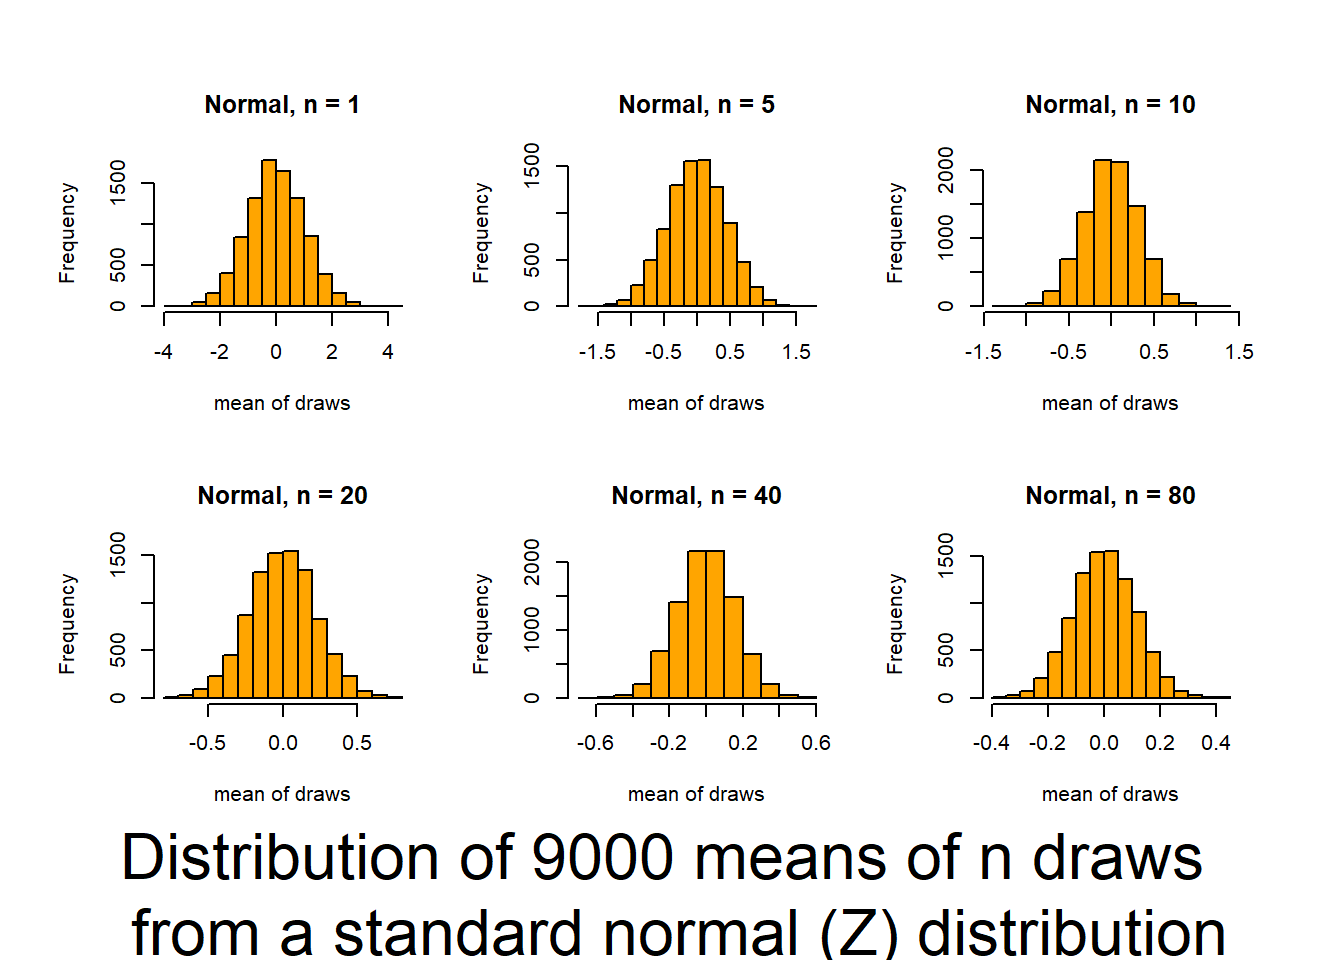 Normal, n = 1
Frequency
1500
500
0
-4 -2 0 2 4
mean of draws
Normal, n = 5
Frequency
1500
500
0
-1.5 -0.5 0.5 1.5
mean of draws
Normal, n = 10
Frequency
2000
1000
0
-1.5 -0.5 0.5 1.5
mean of draws
Normal, n = 20
Frequency
1500
500
0
-0.5 0.0 0.5
mean of draws
Normal, n = 40
Frequency
2000
1000
0
-0.6 -0.2 0.2 0.6
mean of draws
Normal, n = 80
Frequency
1500
500
0
-0.4 -0.2 0.0 0.2 0.4
mean of draws
Distribution of 9000 means of n draws
from a standard normal (Z) distribution